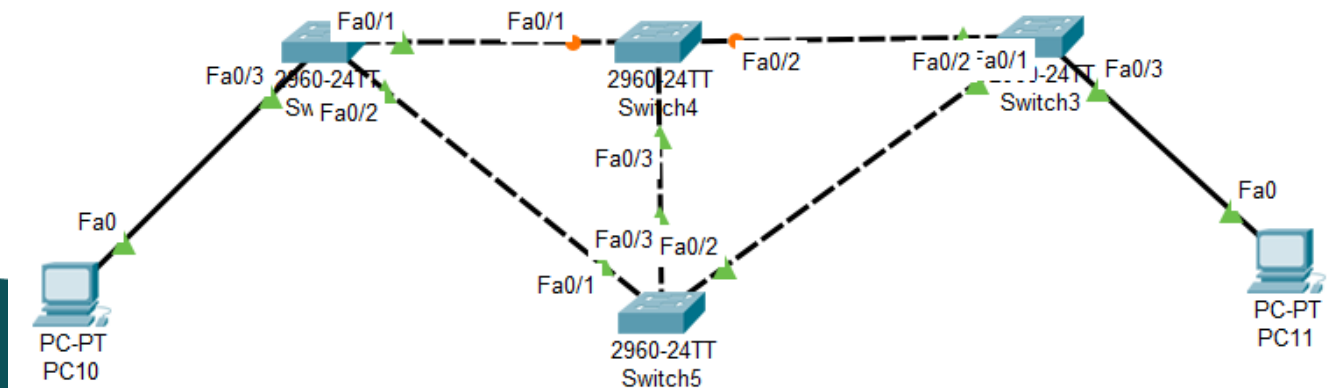 Fa0/1
Fa0/1
Fa0/2
Fa0/2
Fa0/1
Fa0/3
Fa0/3
2960-24TT
Fa0/2
2960-24TT
Switch4
Switch3
Fa0/3
Fa0
Fa0
Fa0/3
Fa0/2
Fa0/1
PC-PT
PC10
2960-24TT
Switch5
PC-PT
PC11